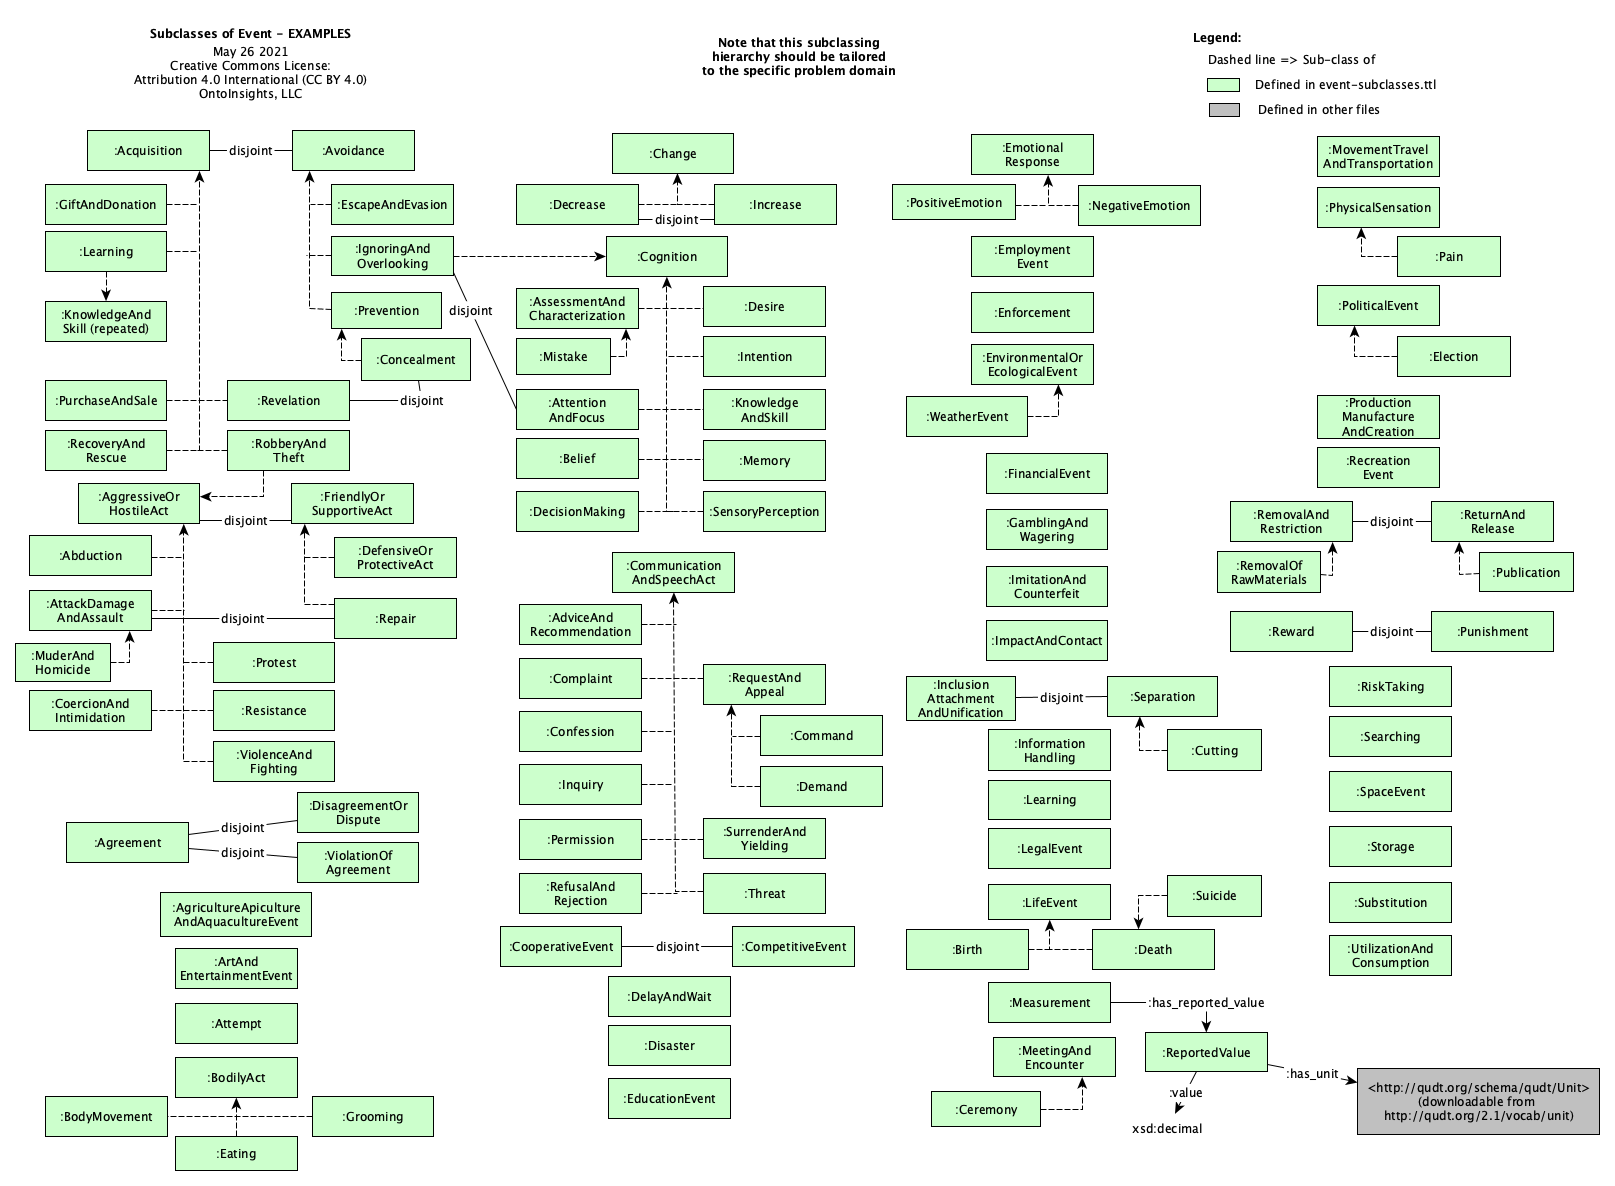 Subclasses of Event - EXAMPLES
May 26 2021
Creative Commons License:
Attribution 4.0 International (CC BY 4.0)
OntoInsights, LLC
Note that this subclassing
hierarchy should be tailored
to the specific problem domain
Legend:
Dashed line => Sub-class of
Defined in event-subclasses.ttl
Defined in other files
:Acquisition
disjoint
:Avoidance
:GiftAndDonation
:EscapeAndEvasion
:Learning
:IgnoringAnd
Overlooking
:KnowledgeAnd
Skill (repeated)
:Prevention
disjoint
:Concealment
:PurchaseAndSale
:Revelation
disjoint
:RecoveryAnd
Rescue
:RobberyAnd
Theft
:AggressiveOr
HostileAct
disjoint
:FriendlyOr
SupportiveAct
:Abduction
:DefensiveOr
ProtectiveAct
:AttackDamage
AndAssault
disjoint
:Repair
:MuderAnd
Homicide
:Protest
:CoercionAnd
Intimidation
:Resistance
:ViolenceAnd
Fighting
:Agreement
disjoint
disjoint
:DisagreementOr
Dispute
:ViolationOf
Agreement
:AgricultureApiculture
AndAquacultureEvent
:ArtAnd
EntertainmentEvent
:Attempt
:BodilyAct
:BodyMovement
:Grooming
:Eating
:Change
:Decrease
:Increase
disjoint
:Cognition
:AssessmentAnd
Characterization
:Desire
:Mistake
:Intention
:Attention
AndFocus
:Knowledge
AndSkill
:Belief
:Memory
:DecisionMaking
:SensoryPerception
:Communication
AndSpeechAct
:AdviceAnd
Recommendation
:Complaint
:RequestAnd
Appeal
:Confession
:Command
:Inquiry
:Demand
:Permission
:SurrenderAnd
Yielding
:RefusalAnd
Rejection
:Threat
:CooperativeEvent
disjoint
:CompetitiveEvent
:DelayAndWait
:Disaster
:EducationEvent
:Emotional
Response
:PositiveEmotion
:NegativeEmotion
:Employment
Event
:Enforcement
:EnvironmentalOr
EcologicalEvent
:WeatherEvent
:FinancialEvent
:GamblingAnd
Wagering
:ImitationAnd
Counterfeit
:ImpactAndContact
:Inclusion
Attachment
AndUnification
disjoint
:Separation
:Information
Handling
:Cutting
:Learning
:LegalEvent
:LifeEvent
:Suicide
:Birth
:Death
:Measurement
:has_reported_value
:MeetingAnd
Encounter
:ReportedValue
:has_unit
:value
:Ceremony
xsd:decimal
<http://qudt.org/schema/qudt/Unit>
(downloadable from
http://qudt.org/2.1/vocab/unit)
:MovementTravel
AndTransportation
:PhysicalSensation
:Pain
:PoliticalEvent
:Election
:Production
Manufacture
AndCreation
:Recreation
Event
:RemovalAnd
Restriction
disjoint
:ReturnAnd
Release
:RemovalOf
RawMaterials
:Publication
:Reward
disjoint
:Punishment
:RiskTaking
:Searching
:SpaceEvent
:Storage
:Substitution
:UtilizationAnd
Consumption